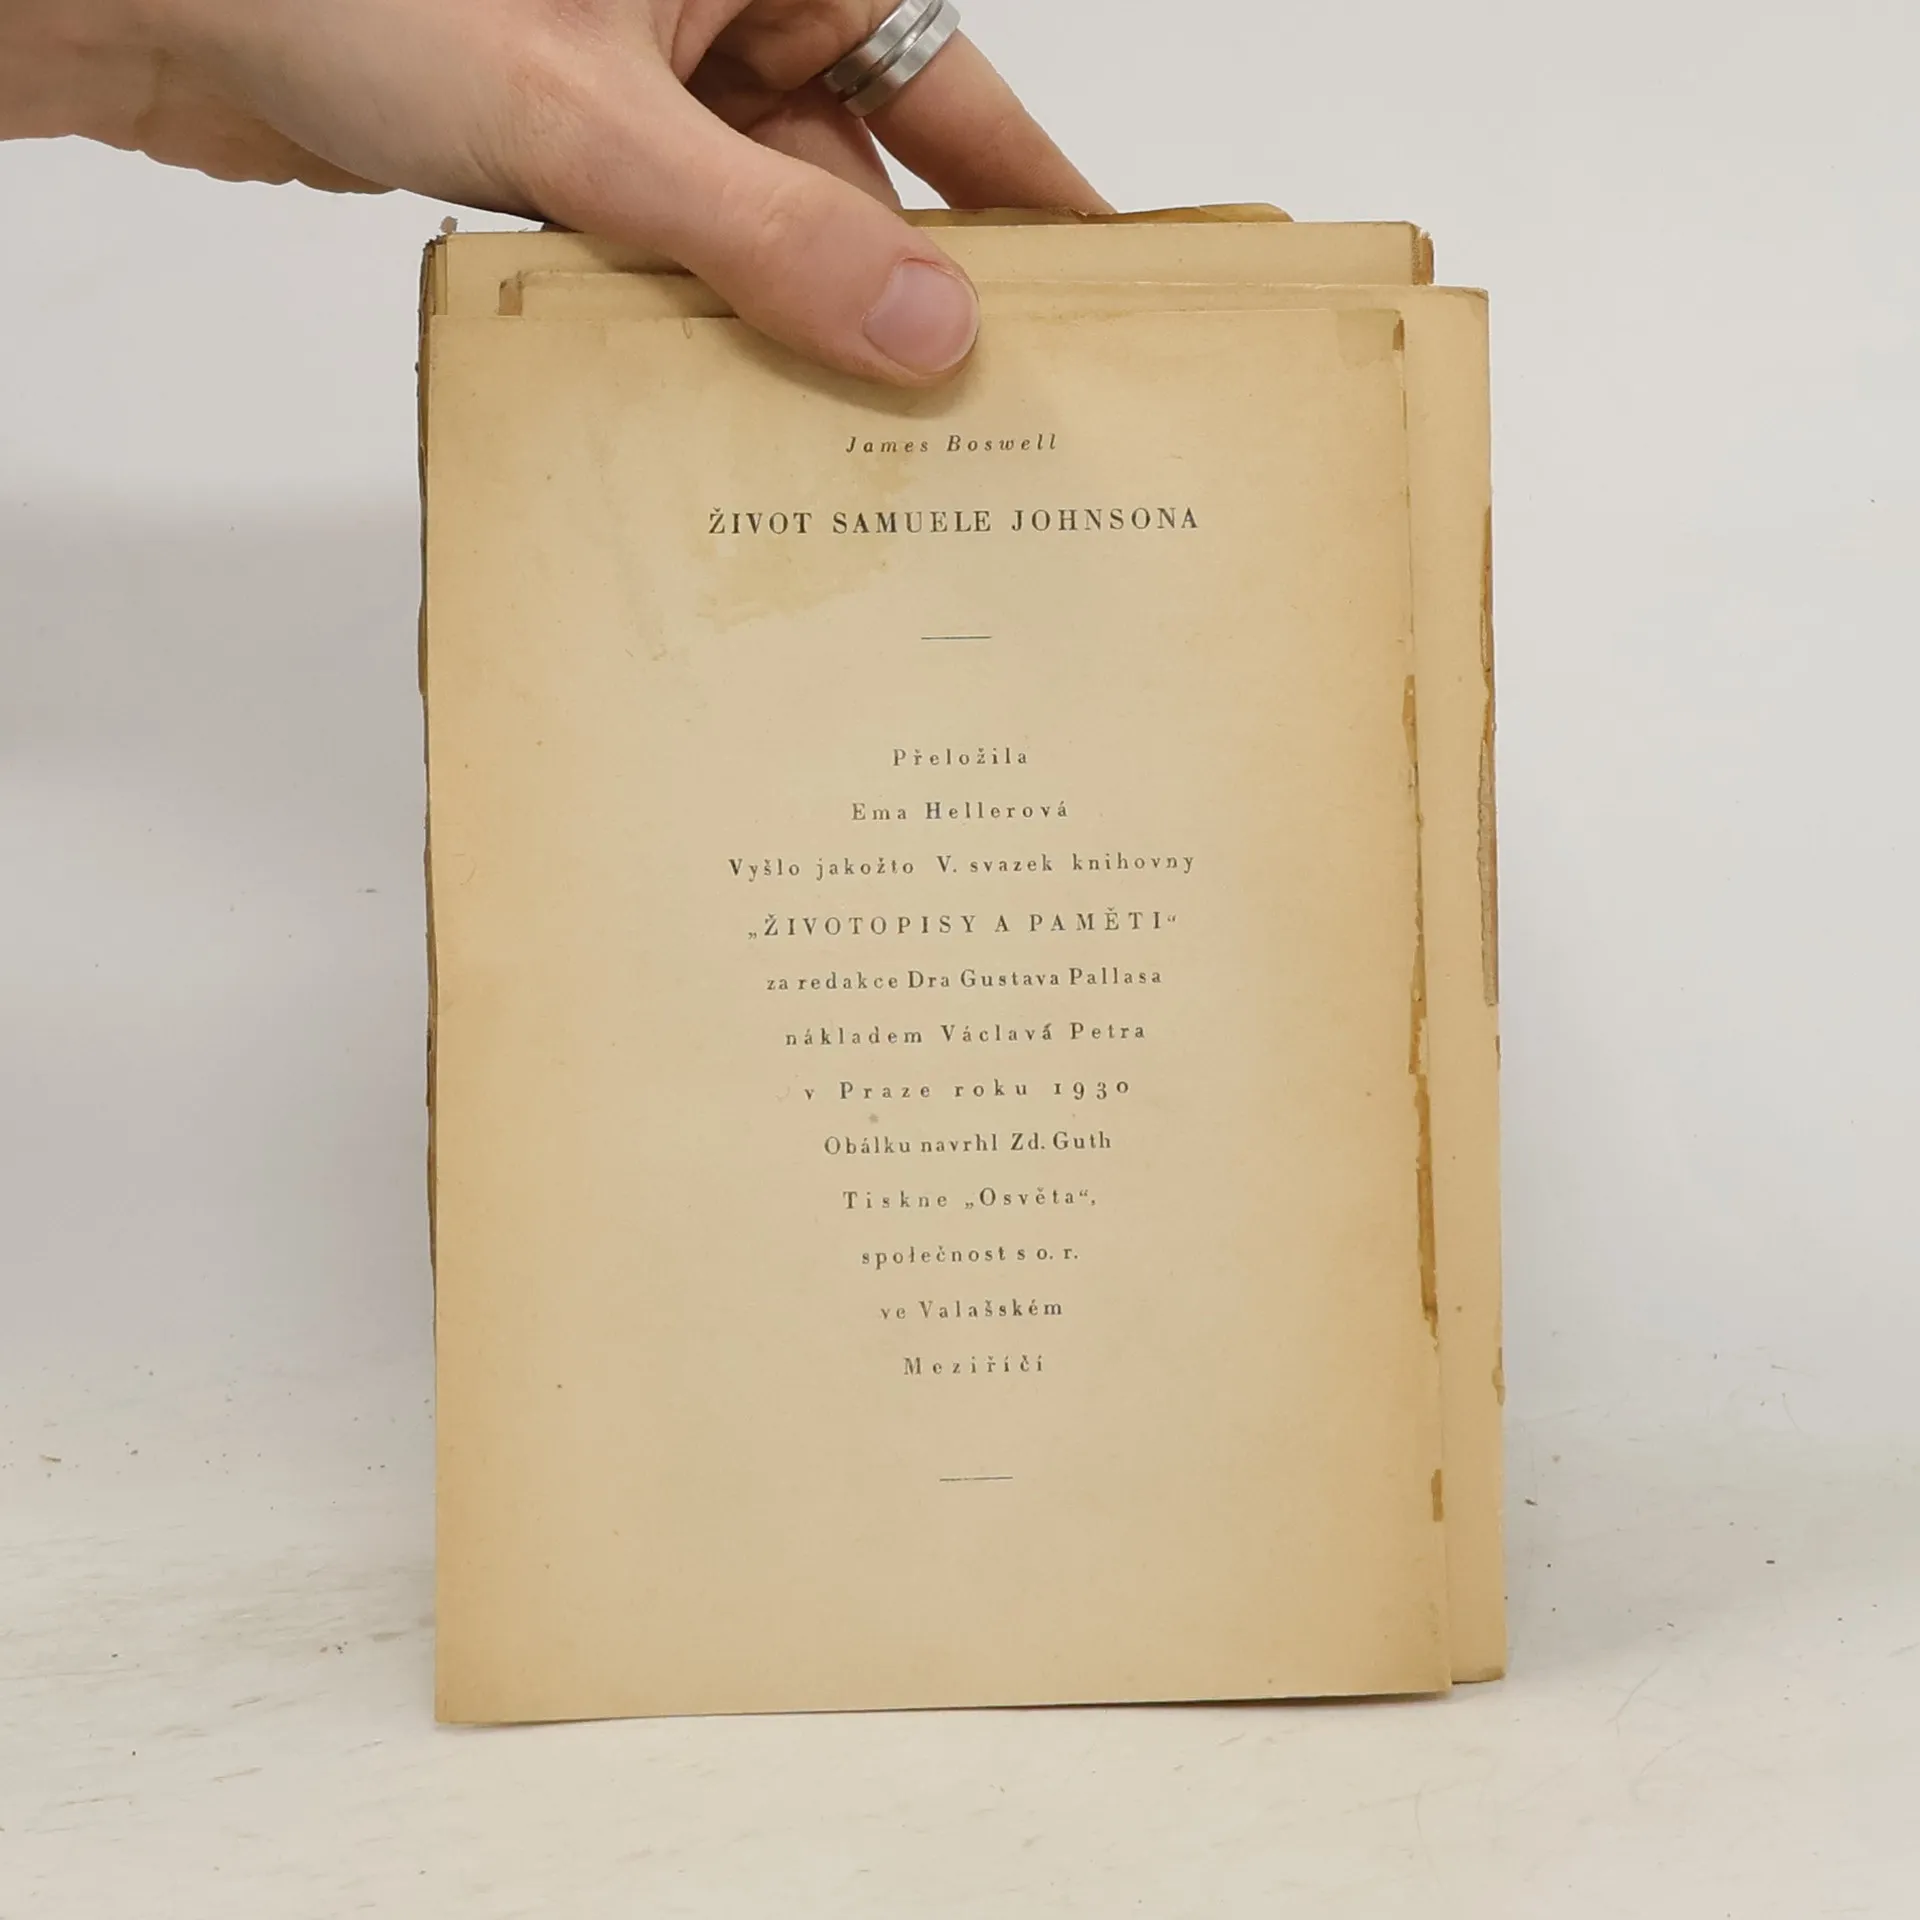 James Boswell
ŽIVOT SAMUELE JOHNSONA
Přeložila
Ema Hellerová
Vyšlo jakožto V. svazek knihovny
„ŽIVOTOPISY A PAMĚTI“
za redakce Dra Gustava Pallasa
nákladem Václavá Petra
v Praze roku 1930
Obálku navrhl Zd. Guth
Tiskne „Osvěta“,
společnost s o. r.
ve Valašském
Meziříčí